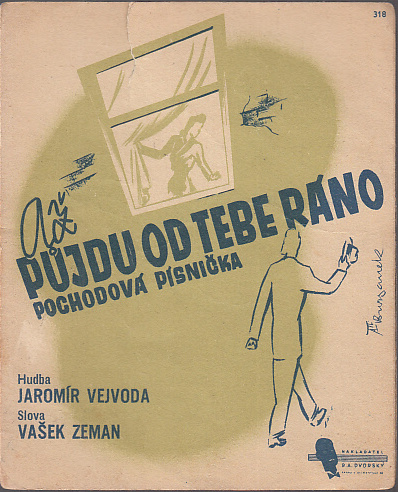 318
až
PŮJDU OD TEBE RÁNO
POCHODOVÁ PÍSNIČKA
Hudba
JAROMÍR VEJVODA
Slova
VAŠEK ZEMAN
NAKLADATEL
R.A. DVORSKÝ